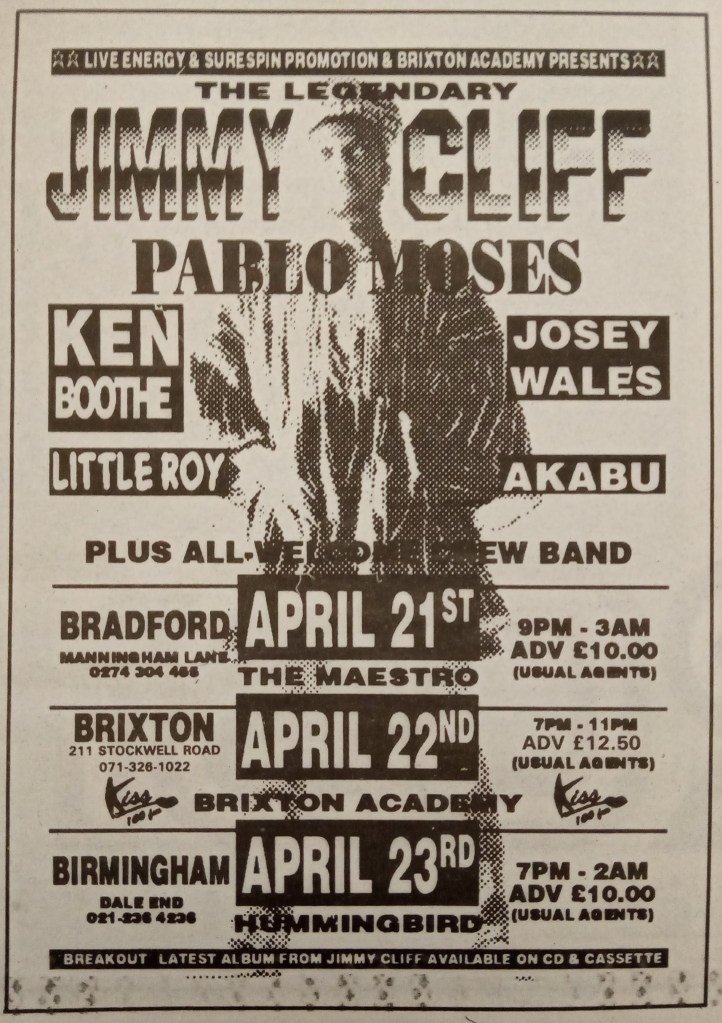 ☆☆ LIVE ENERGY & SURESPIN PROMOTION & BRIXTON ACADEMY PRESENTS ☆☆
THE LEGENDARY
JIMMY CLIFF
PABLO MOSES
KEN
BOOTHE
JOSEY
WALES
LITTLE ROY
AKABU
PLUS ALL WELCOME CREW BAND
BRADFORD
MANNINGHAM LANE
0274 304 466
APRIL 21ST
THE MAESTRO
9PM - 3AM
ADV £10.00
(USUAL AGENTS)
BRIXTON
211 STOCKWELL ROAD
071-326-1022
Kiss
100 FM
APRIL 22ND
BRIXTON ACADEMY
7PM - 11PM
ADV £12.50
(USUAL AGENTS)
Kiss
100 FM
BIRMINGHAM
DALE END
021-236 4236
APRIL 23RD
HUMMINGBIRD
7PM - 2AM
ADV £10.00
(USUAL AGENTS)
'BREAKOUT' LATEST ALBUM FROM JIMMY CLIFF AVAILABLE ON CD & CASSETTE